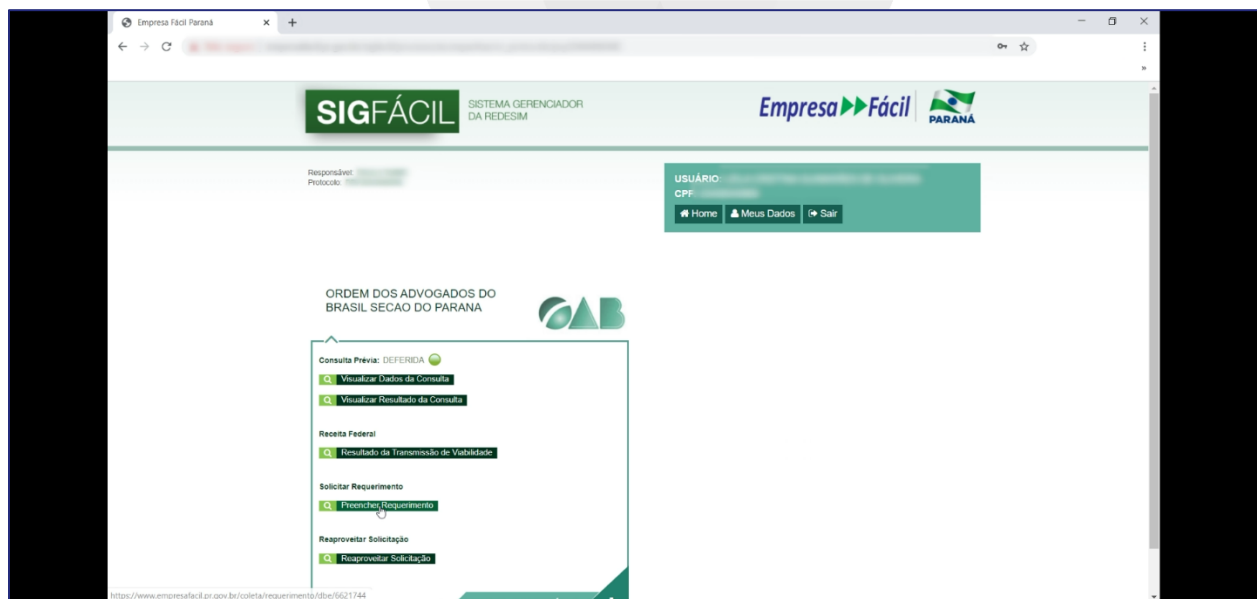 Empresa Fácil Paraná
SIGFÁCIL
SISTEMA GERENCIADOR
DA REDESIM
Empresa Fácil
PARANÁ
Responsável:
Protocolo:
USUÁRIO:
CPF:
Home
Meus Dados
Sair
ORDEM DOS ADVOGADOS DO
BRASIL SECAO DO PARANA
OAB
Consulta Prévia: DEFERIDA
Visualizar Dados da Consulta
Visualizar Resultado da Consulta
Receita Federal
Resultado da Transmissão de Viabilidade
Solicitar Requerimento
Preencher Requerimento
Reaproveitar Solicitação
Reaproveitar Solicitação
https://www.empresafacil.pr.gov.br/coleta/requerimento/dbe/6621744